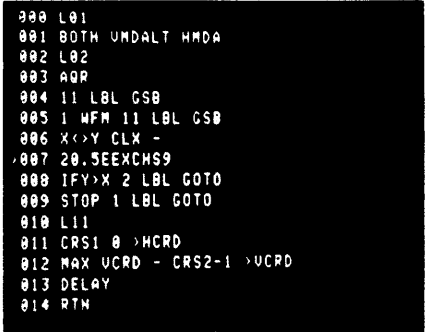 000 L01
001 BOTH VMDALT HMDA
002 L02
003 AQR
004 11 LBL GSB
005 1 WFM 11 LBL GSB
006 X<>Y CLX -
>007 20.5EEXCHS9
008 IFY>X 2 LBL GOTO
009 STOP 1 LBL GOTO
010 L11
011 CRS1 0 >HCRD
012 MAX VCRD - CRS2-1 >VCRD
013 DELAY
014 RTN